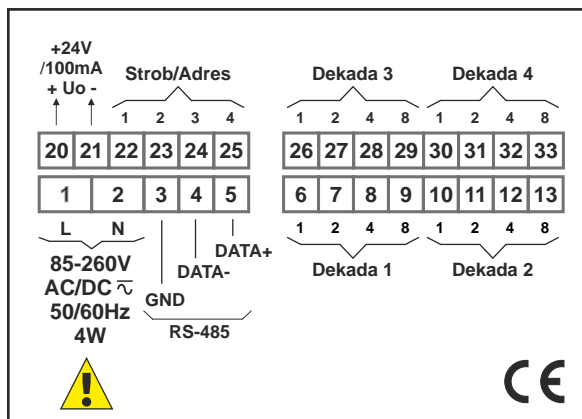 +24V
/100mA
+ Uo -
Strob/Adres
Dekada 3
Dekada 4
1 2 3 4
1 2 4 8
1 2 4 8
20 21 22 23 24 25
26 27 28 29 30 31 32 33
1 2 3 4 5
6 7 8 9 10 11 12 13
L N
1 2 4 8
1 2 4 8
DATA+
DATA-
GND
RS-485
Dekada 1
Dekada 2
85-260V
AC/DC
50/60Hz
4W
!
CE